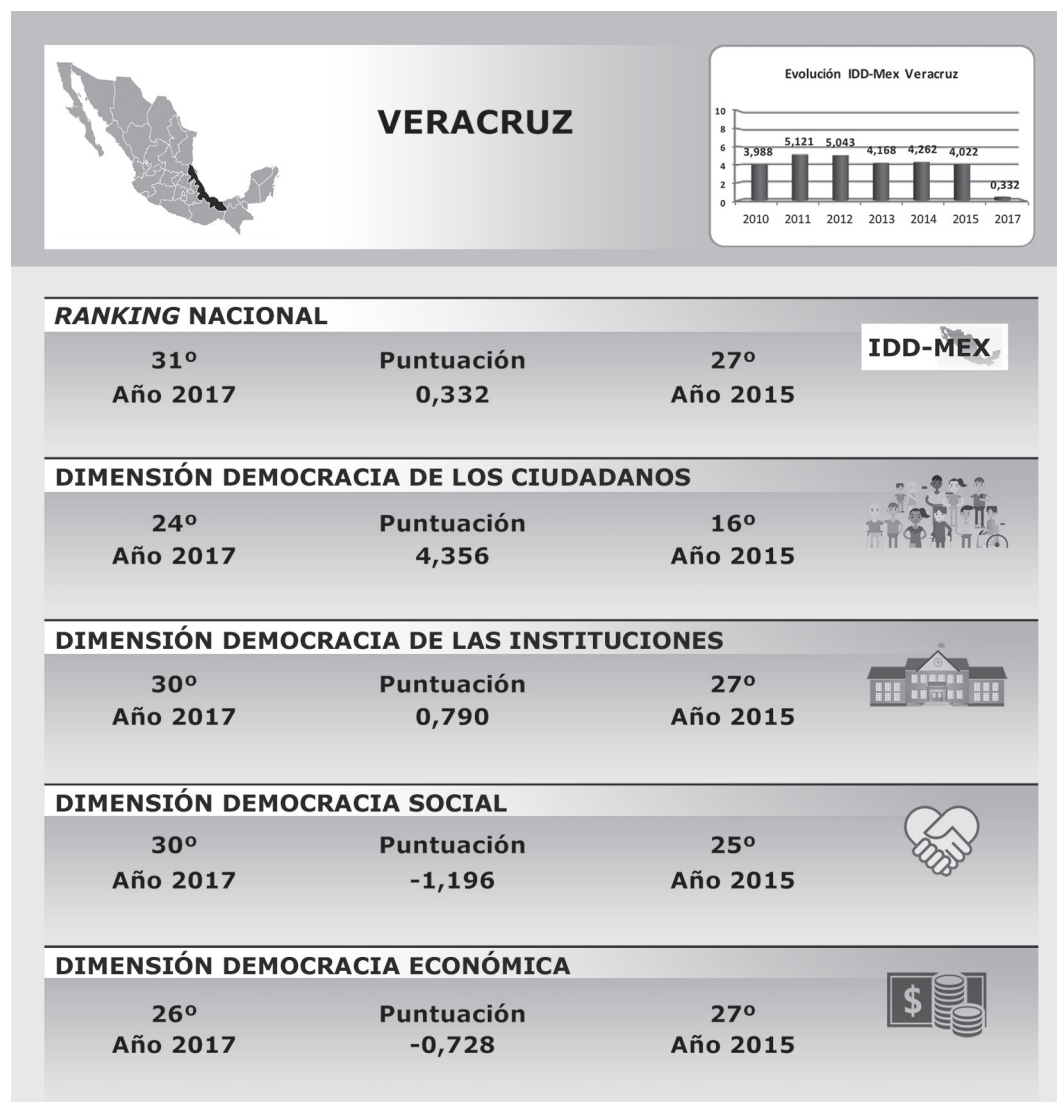 VERACRUZ
Evolución IDD-Mex Veracruz
10
8
6
4
2
0
3,988
5,121
5,043
4,168
4,262
4,022
0,332
2010 2011 2012 2013 2014 2015 2017
RANKING NACIONAL
IDD-MEX
31º Puntuación 27º
Año 2017 0,332 Año 2015
DIMENSIÓN DEMOCRACIA DE LOS CIUDADANOS
24º Puntuación 16º
Año 2017 4,356 Año 2015
DIMENSIÓN DEMOCRACIA DE LAS INSTITUCIONES
30º Puntuación 27º
Año 2017 0,790 Año 2015
DIMENSIÓN DEMOCRACIA SOCIAL
30º Puntuación 25º
Año 2017 -1,196 Año 2015
DIMENSIÓN DEMOCRACIA ECONÓMICA
$
26º Puntuación 27º
Año 2017 -0,728 Año 2015